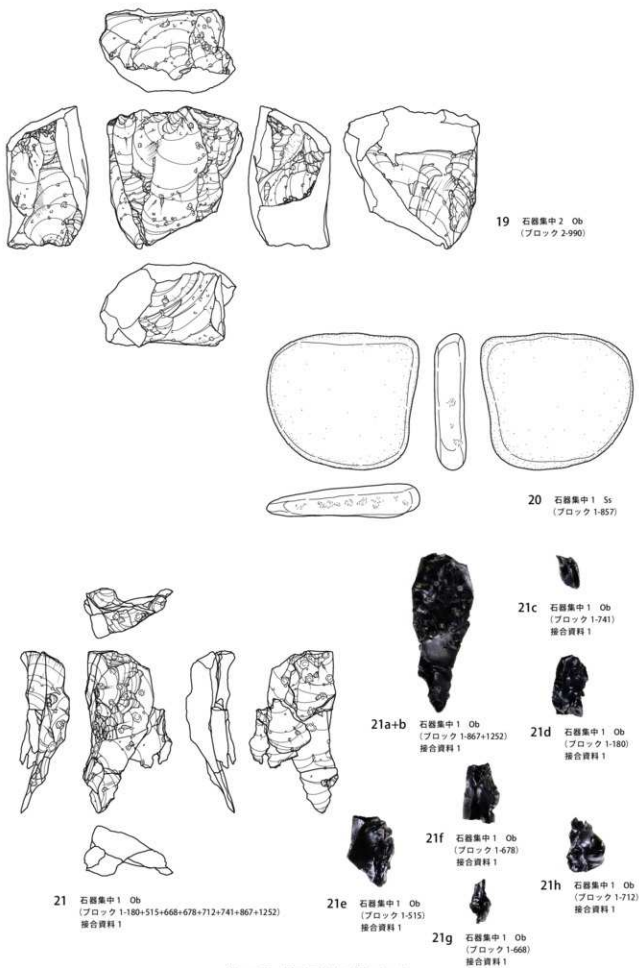 19 石器集中 2 Ob
(ブロック 2-990)
20 石器集中 1 Ss
(ブロック 1-857)
21c 石器集中 1 Ob
(ブロック 1-741)
接合資料 1
21a+b 石器集中 1 Ob
(ブロック 1-867+1252)
接合資料 1
21d 石器集中 1 Ob
(ブロック 1-180)
接合資料 1
21f 石器集中 1 Ob
(ブロック 1-678)
接合資料 1
21e 石器集中 1 Ob
(ブロック 1-515)
接合資料 1
21h 石器集中 1 Ob
(ブロック 1-712)
接合資料 1
21 石器集中 1 Ob
(ブロック 1-180+515+668+678+712+741+867+1252)
接合資料 1
21g 石器集中 1 Ob
(ブロック 1-668)
接合資料 1